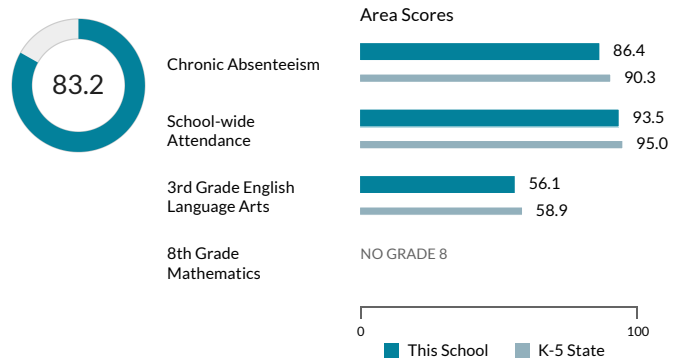 83.2
Area Scores
Chronic Absenteeism
86.4
90.3
School-wide
Attendance
93.5
95.0
3rd Grade English
Language Arts
56.1
58.9
8th Grade
Mathematics
NO GRADE 8
0
100
This School
K-5 State